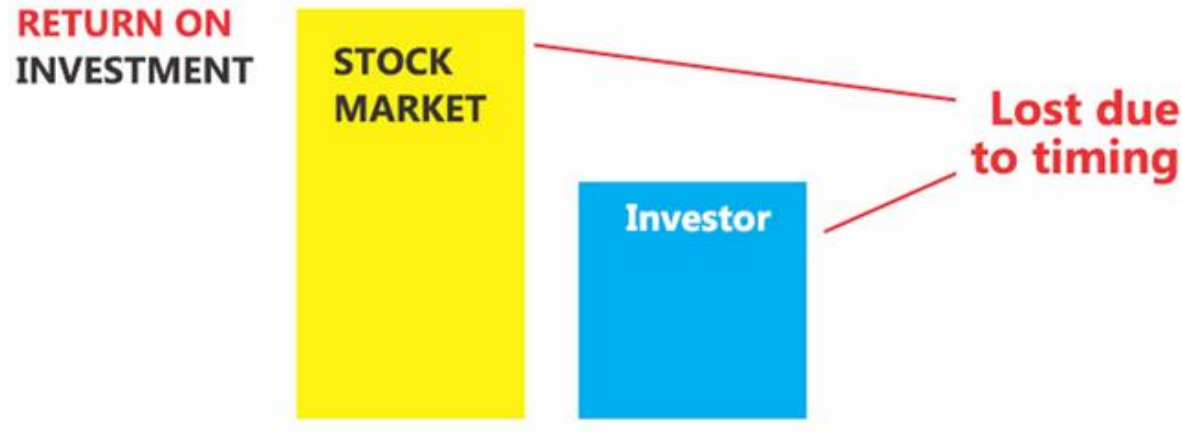 RETURN ON
INVESTMENT
STOCK
MARKET
Investor
Lost due
to timing